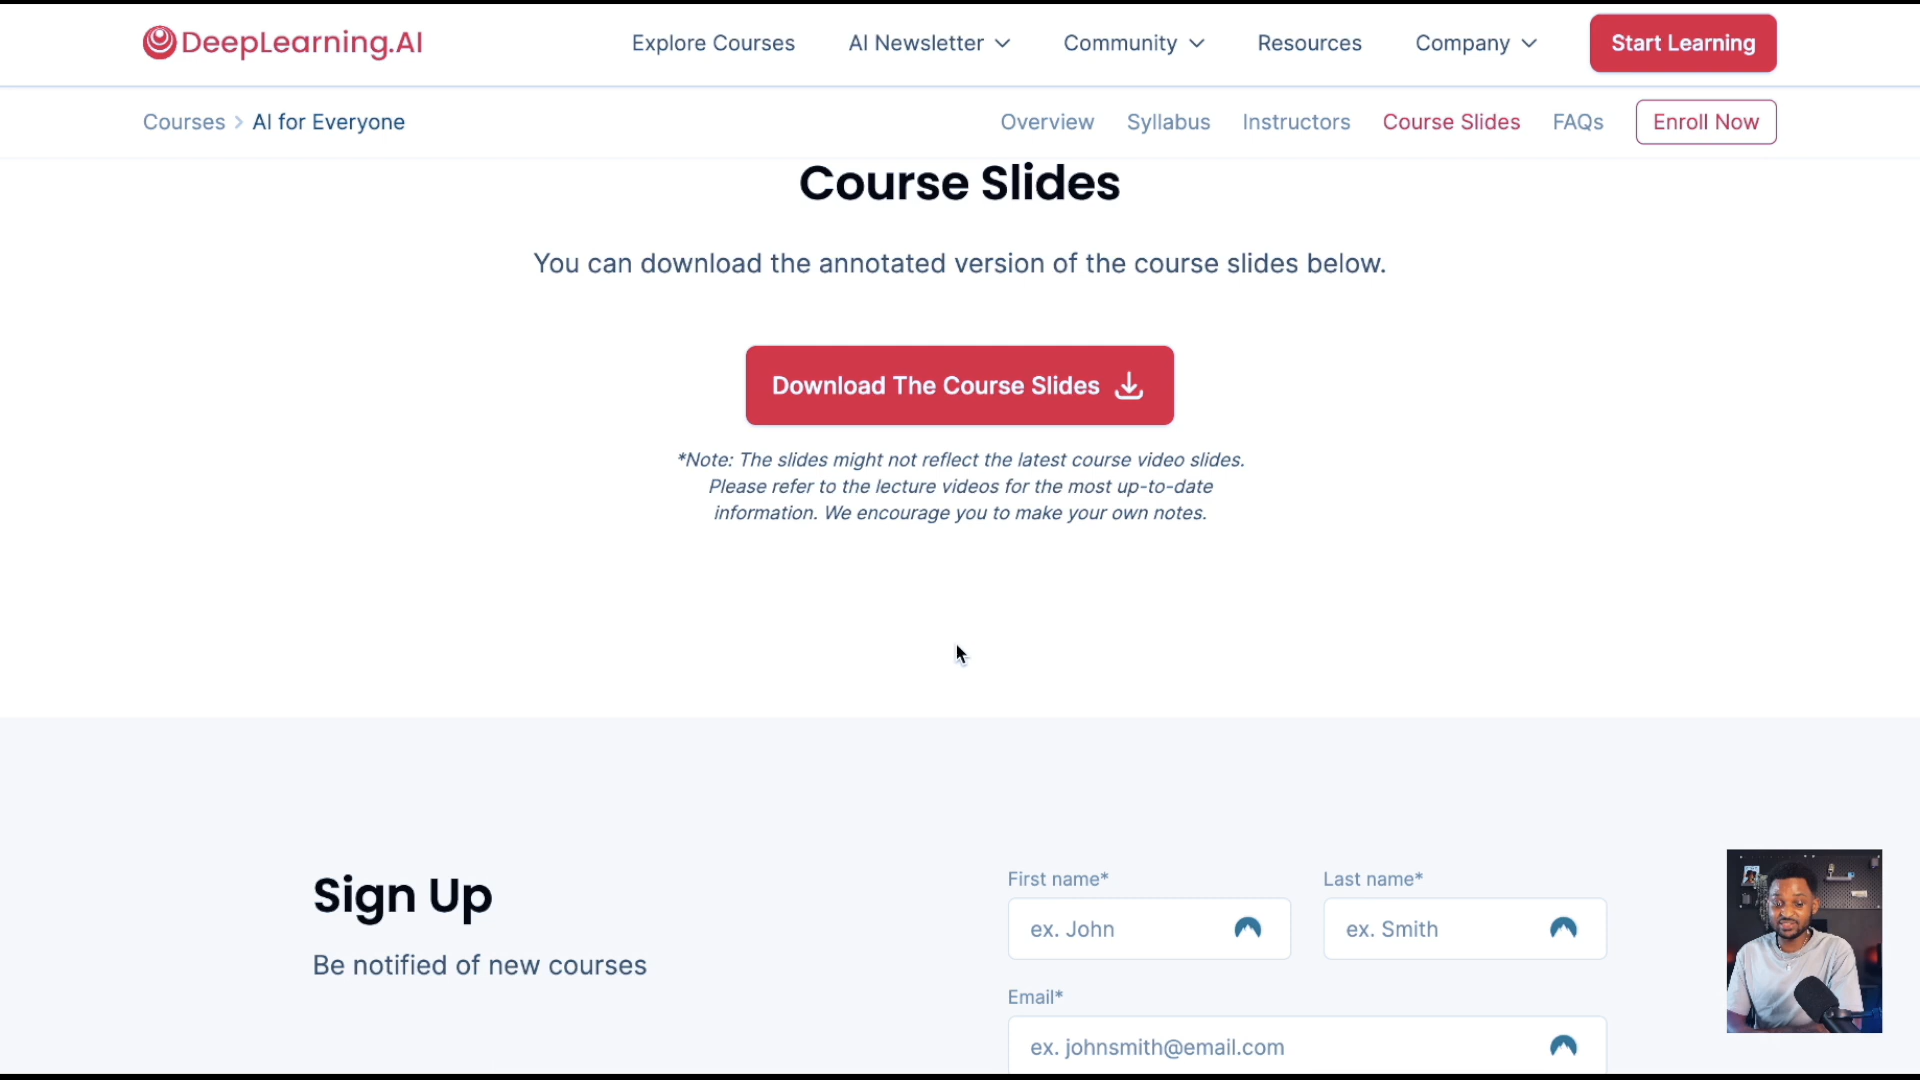 DeepLearning.AI
Explore Courses
AI Newsletter
Community
Resources
Company
Start Learning
Courses > AI for Everyone
Overview
Syllabus
Instructors
Course Slides
FAQs
Enroll Now
Course Slides
You can download the annotated version of the course slides below.
Download The Course Slides
*Note: The slides might not reflect the latest course video slides.
Please refer to the lecture videos for the most up-to-date
information. We encourage you to make your own notes.
Sign Up
Be notified of new courses
First name*
Last name*
ex. John
ex. Smith
Email*
ex. johnsmith@email.com